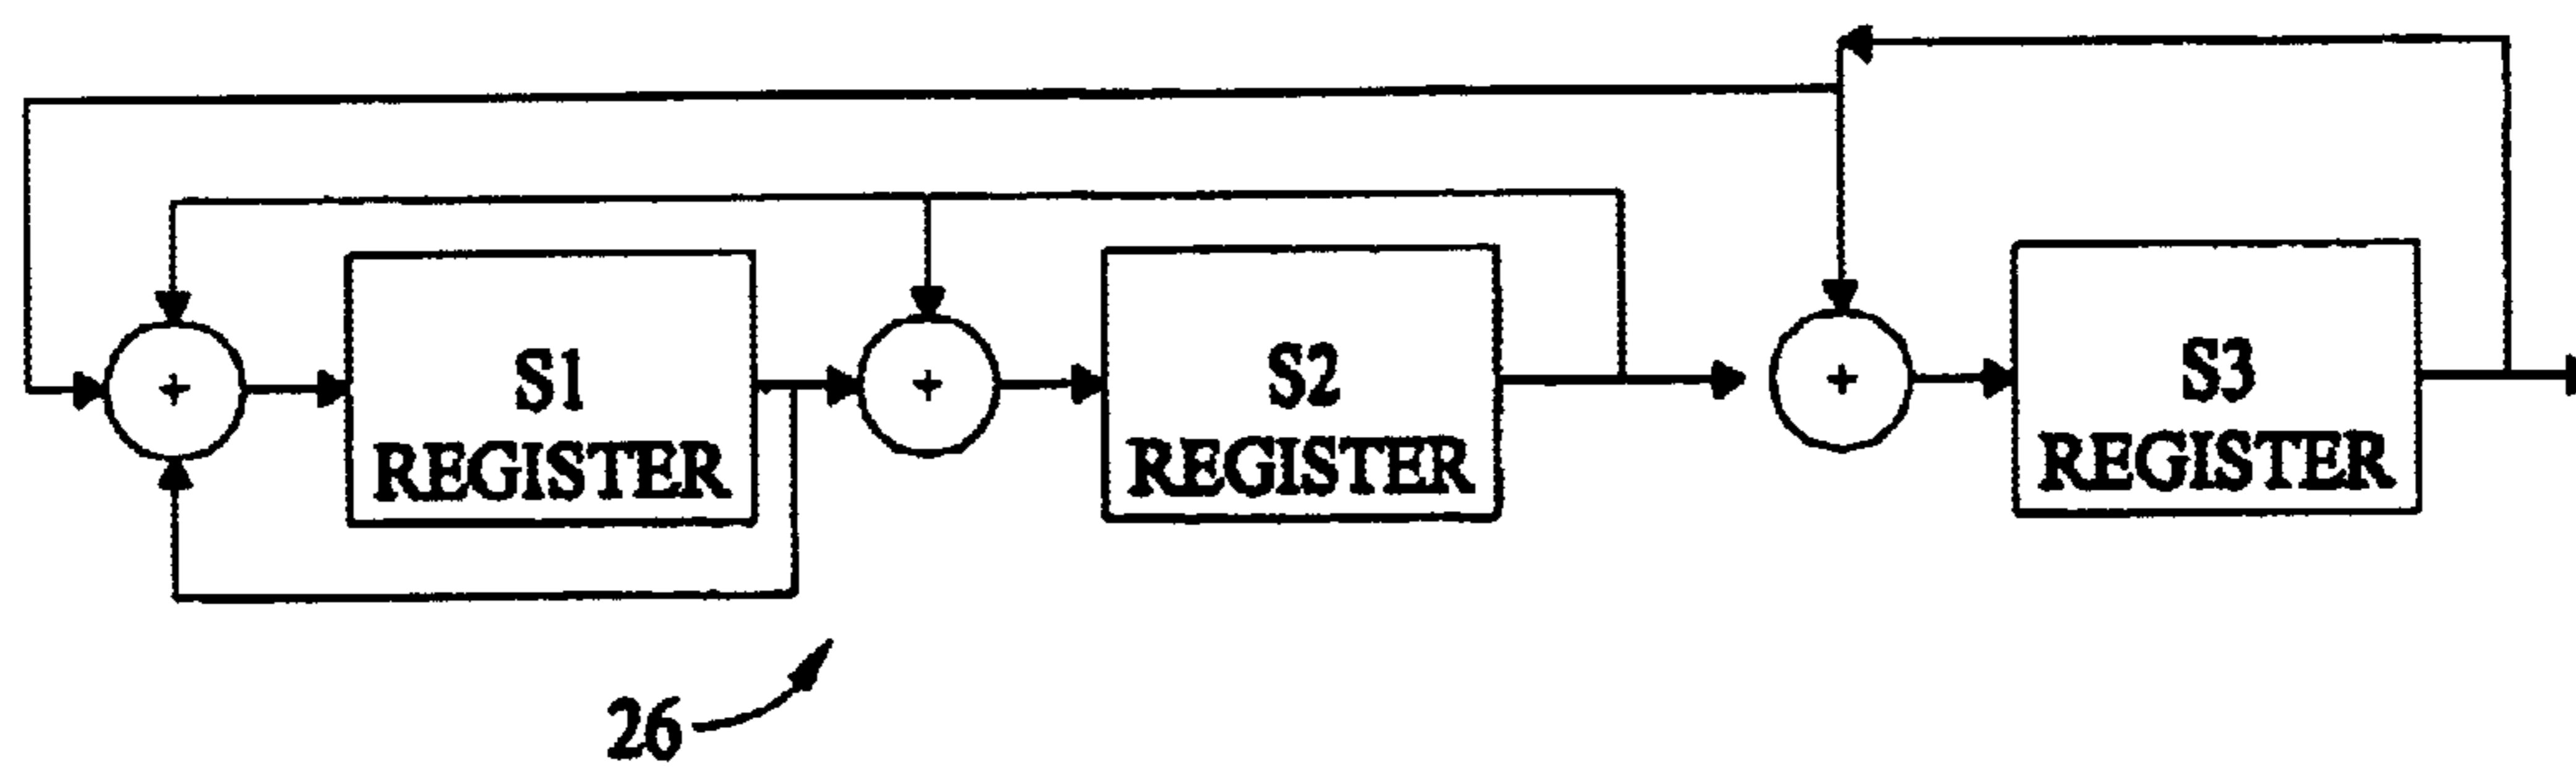 +
S1
REGISTER
+
S2
REGISTER
+
S3
REGISTER
26